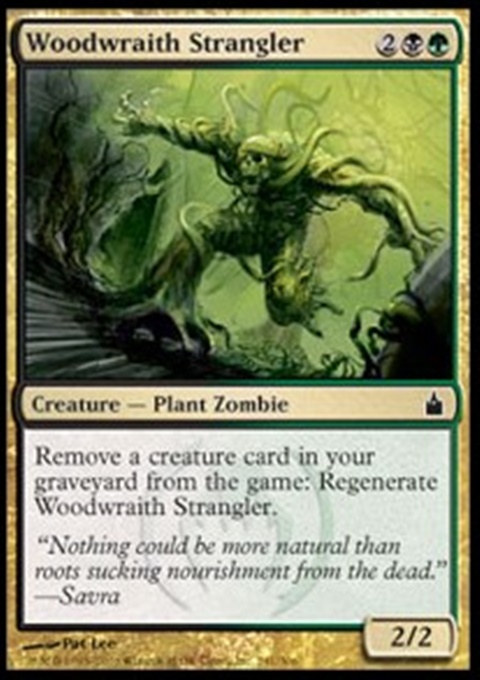 Woodwraith Strangler 2
Creature — Plant Zombie
Remove a creature card in your
graveyard from the game: Regenerate
Woodwraith Strangler.
“Nothing could be more natural than
roots sucking nourishment from the dead.”
—Savra
Pat Lee
2/2